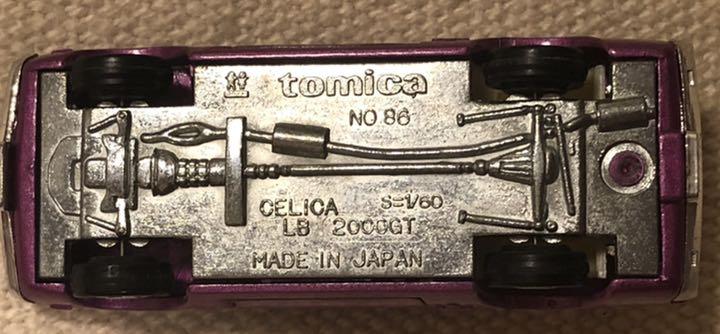 tomica
NO 86
CELICA S=1/60
LB 2000GT
MADE IN JAPAN